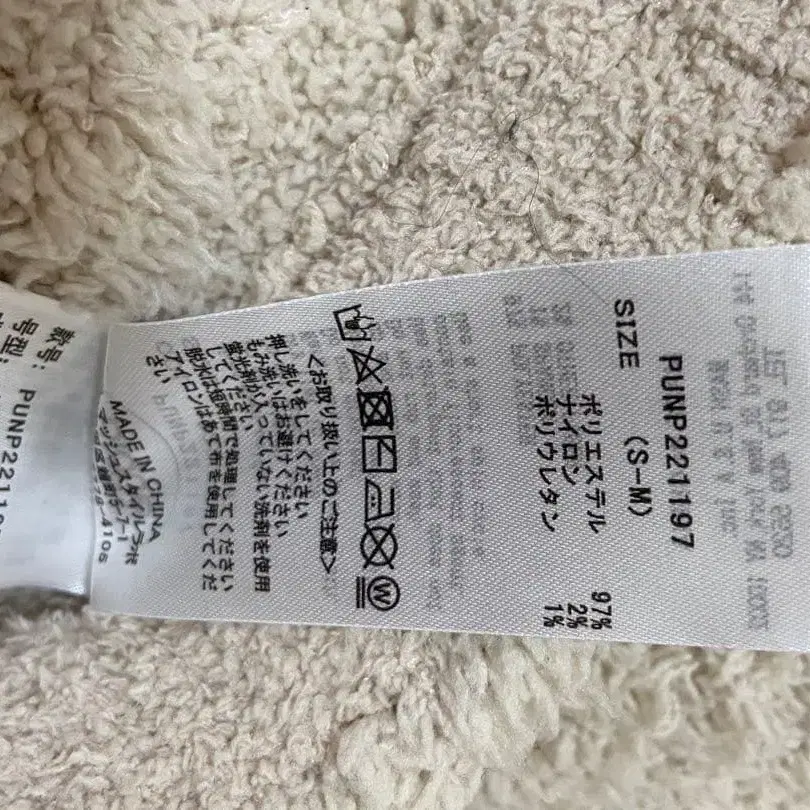 PUNP221197
SIZE (S-M)
ポリエステル 97%
ナイロン 2%
ポリウレタン 1%
W
<お取り扱い上のご注意>
押し洗いをしてください
もみ洗いはお避けください
蛍光剤が入っていない洗剤を使用
してください
脱水は短時間で処理してください
アイロンはあて布を使用してくだ
さい
MADE IN CHINA
款号: PUNP22119
号型: